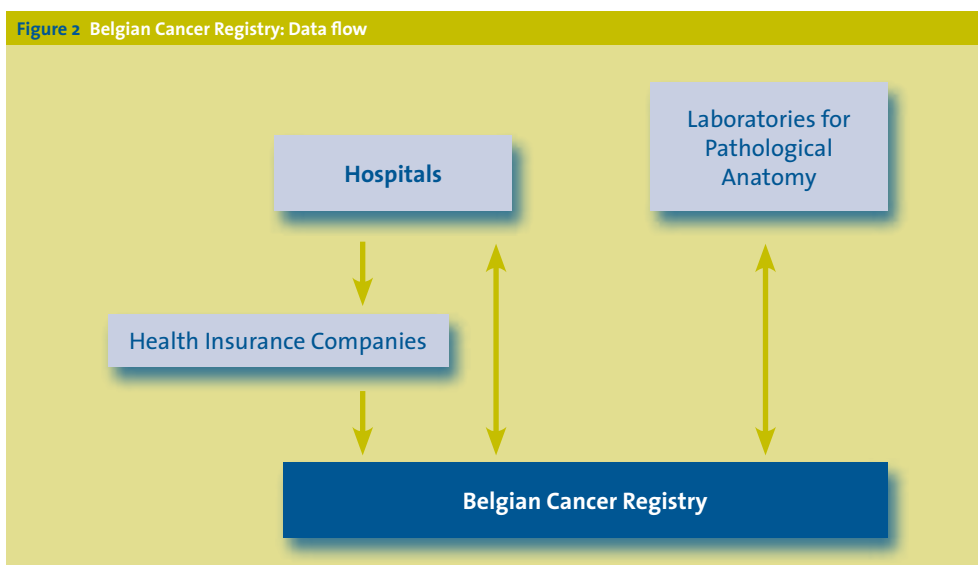 Figure 2 Belgian Cancer Registry: Data flow
Hospitals
Laboratories for
Pathological
Anatomy
Health Insurance Companies
Belgian Cancer Registry